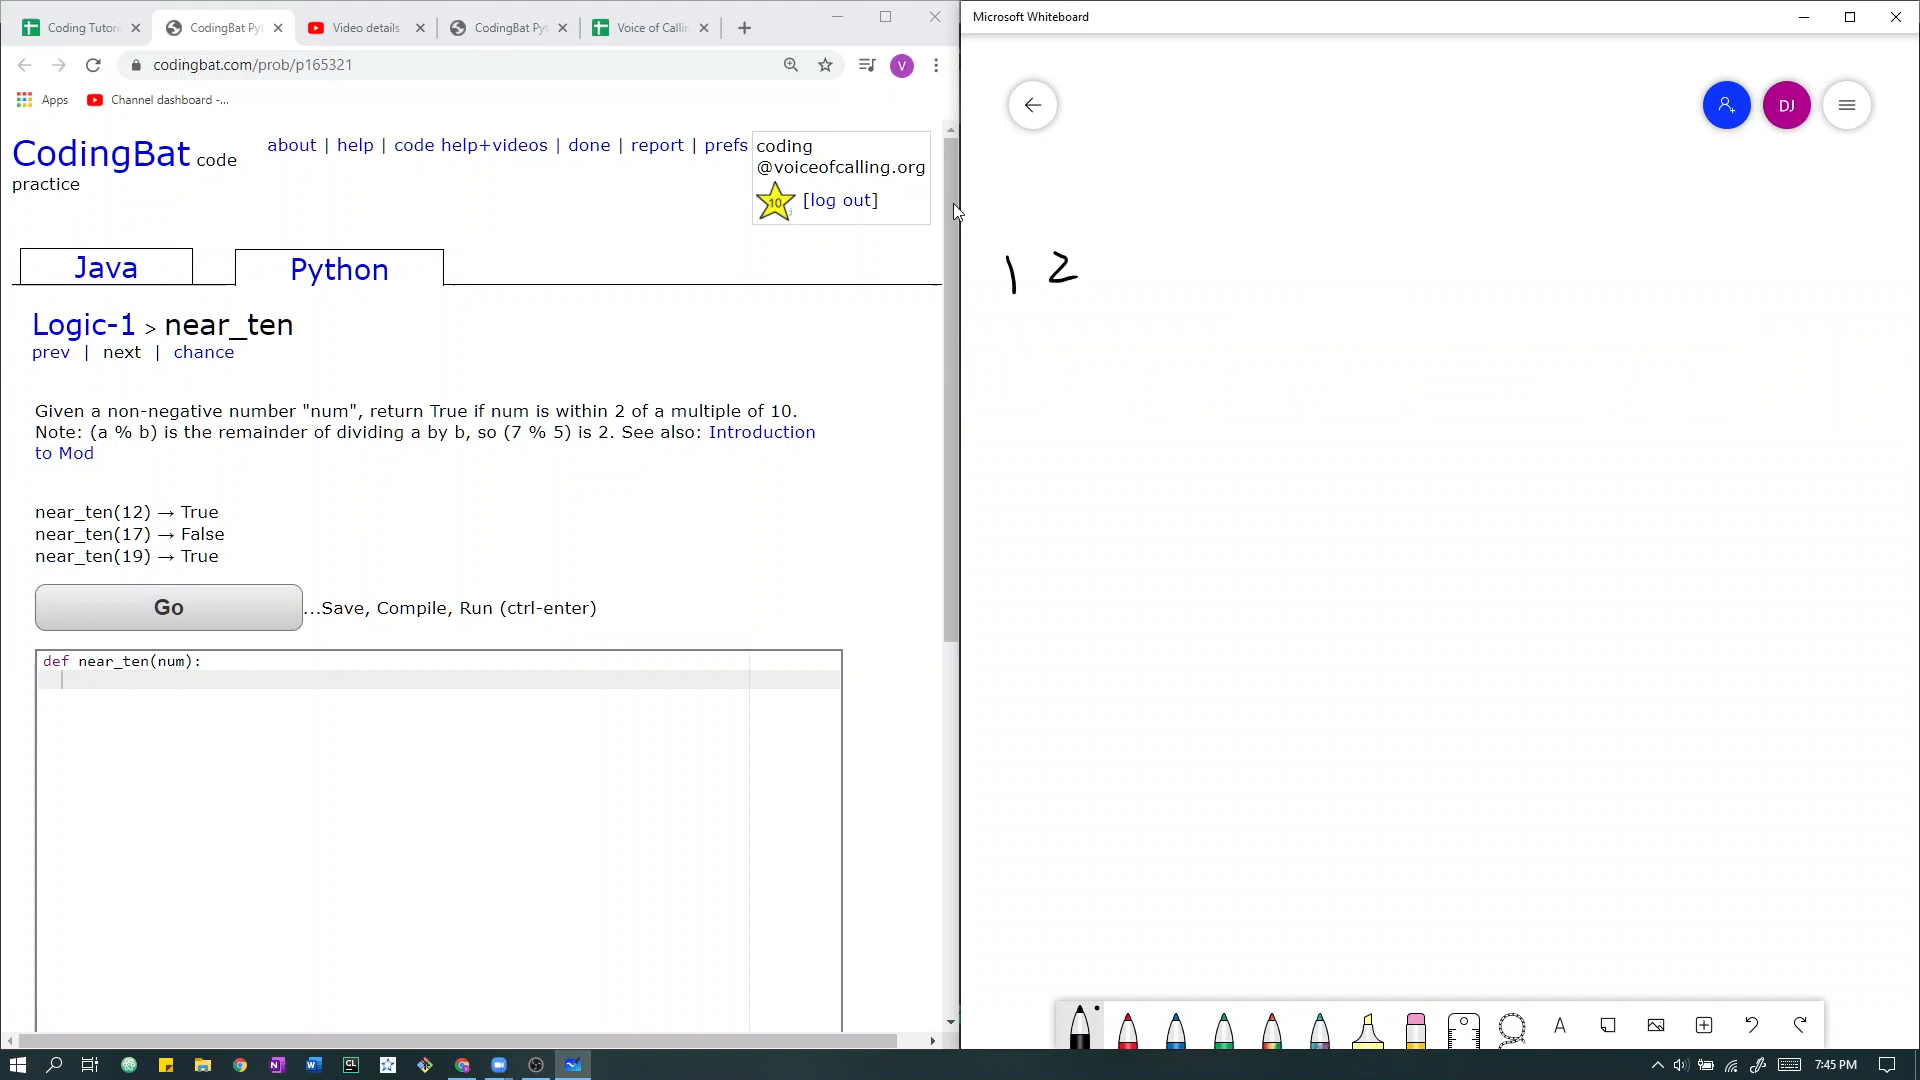 Coding Tutori
CodingBat Pyt
Video details
CodingBat Pyt
Voice of Callin
Microsoft Whiteboard
codingbat.com/prob/p165321
V
Apps
Channel dashboard -...
DJ
CodingBat code practice
about | help | code help+videos | done | report | prefs
coding
@voiceofcalling.org
10
[log out]
1 2
Java
Python
Logic-1 > near_ten
prev | next | chance
Given a non-negative number "num", return True if num is within 2 of a multiple of 10.
Note: (a % b) is the remainder of dividing a by b, so (7 % 5) is 2. See also: Introduction
to Mod
near_ten(12) → True
near_ten(17) → False
near_ten(19) → True
Go
...Save, Compile, Run (ctrl-enter)
def near_ten(num):
A
7:45 PM